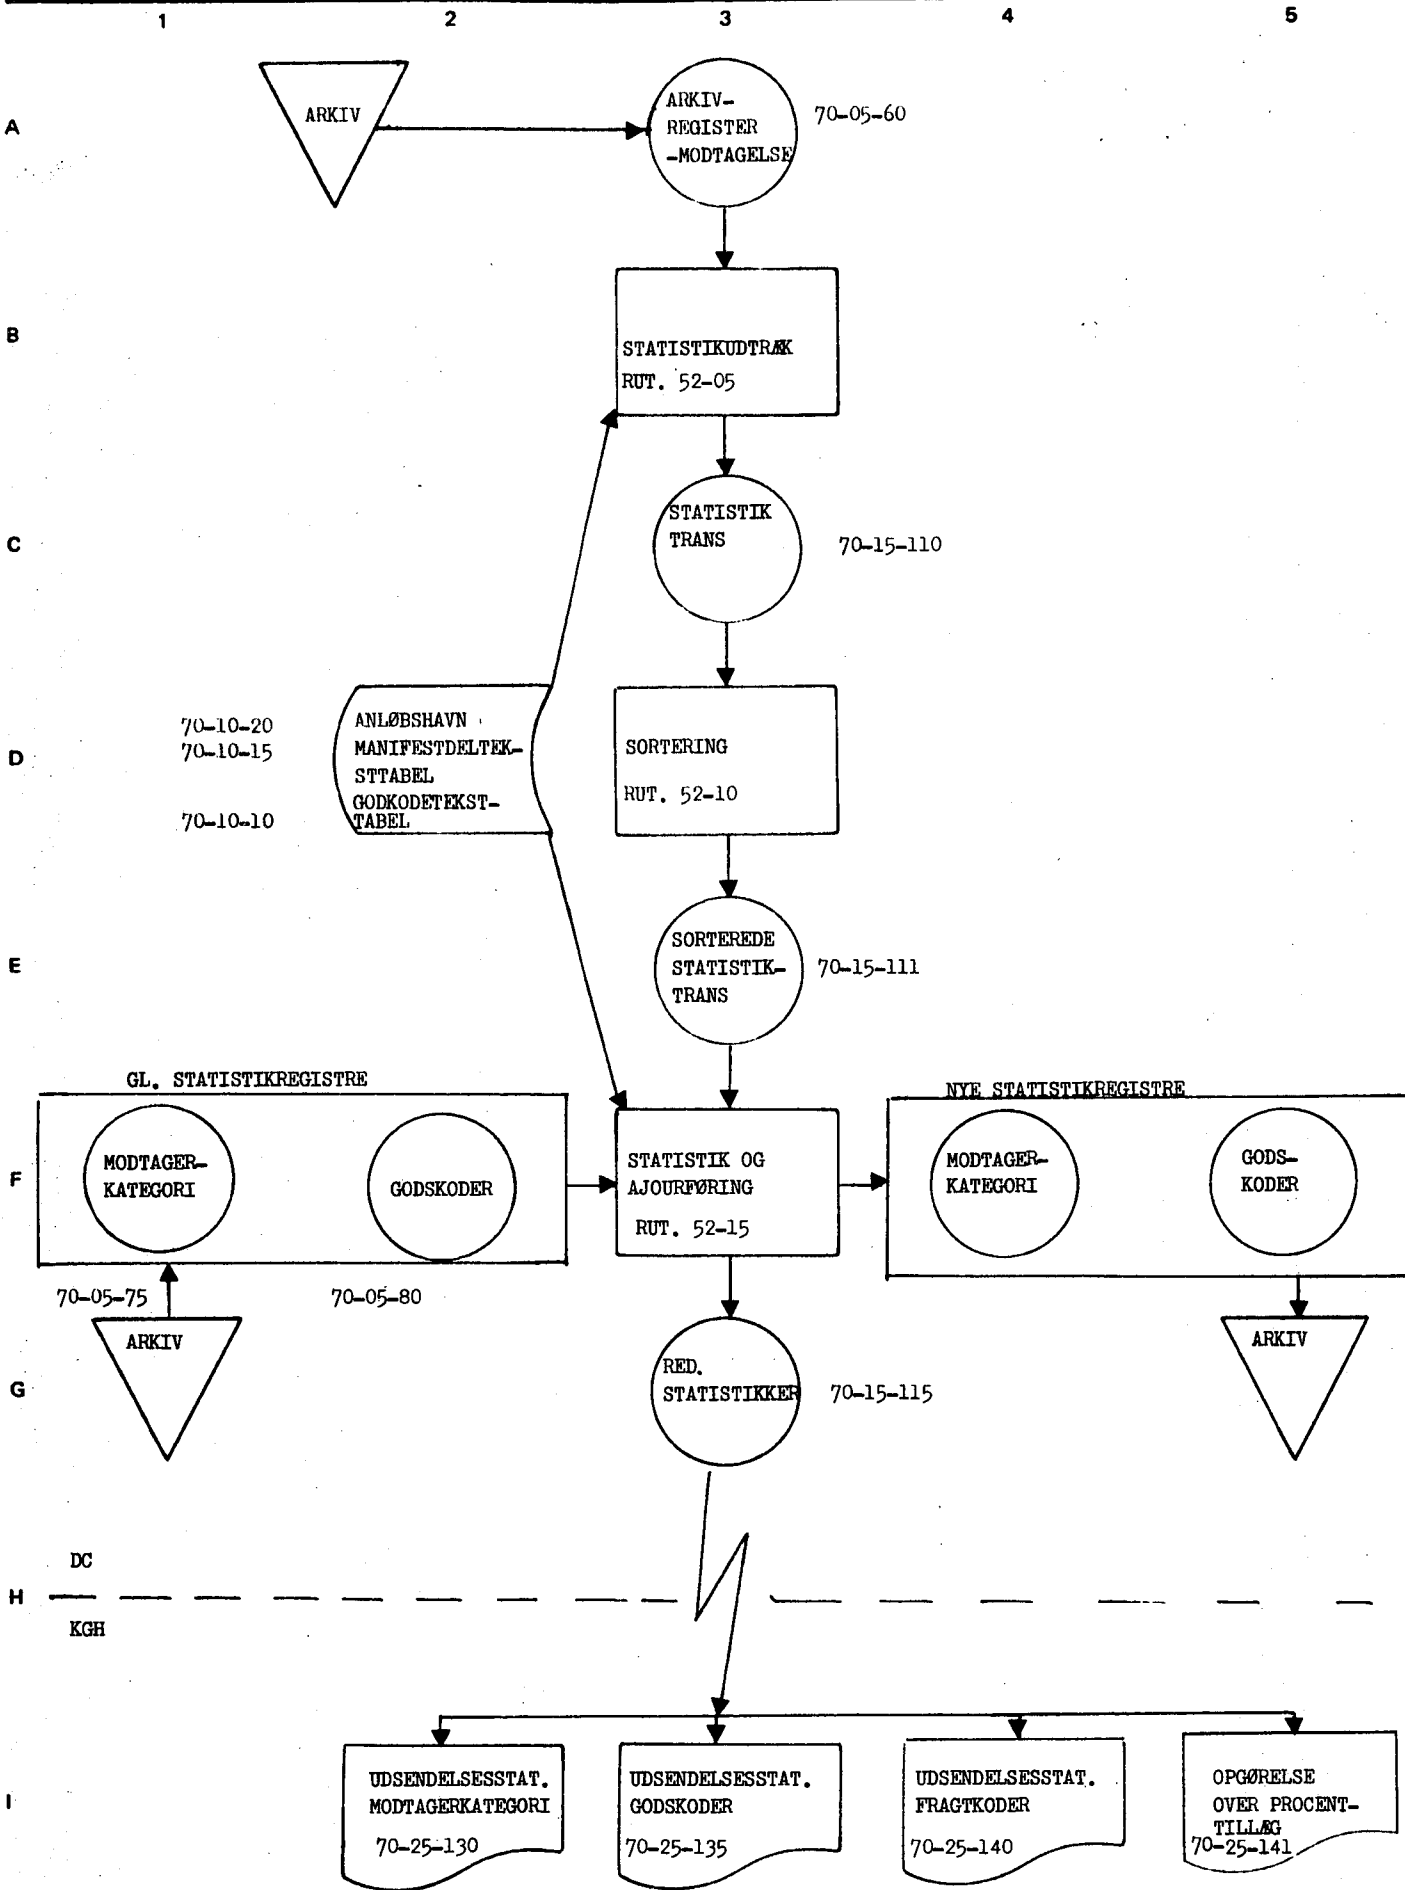 1 2 3 4 5
A
ARKIV
ARKIV-
REGISTER
-MODTAGELSE
70-05-60
B
STATISTIKUDTRÆK
RUT. 52-05
C
STATISTIK
TRANS
70-15-110
D
70-10-20
70-10-15
70-10-10
ANLØBSHAVN
MANIFESTDELTEK-
STTABEL
GODKODETEKST-
TABEL
SORTERING
RUT. 52-10
E
SORTEREDE
STATISTIK-
TRANS
70-15-111
GL. STATISTIKREGISTRE
NYE STATISTIKREGISTRE
F
MODTAGER-
KATEGORI
GODSKODER
STATISTIK OG
AJOURFØRING
RUT. 52-15
MODTAGER-
KATEGORI
GODS-
KODER
70-05-75
70-05-80
G
ARKIV
RED.
STATISTIKKER
70-15-115
ARKIV
DC
H
KGH
I
UDSENDELSESSTAT.
MODTAGERKATEGORI
70-25-130
UDSENDELSESSTAT.
GODSKODER
70-25-135
UDSENDELSESSTAT.
FRAGTKODER
70-25-140
OPGØRELSE
OVER PROCENT-
TILLÆG
70-25-141